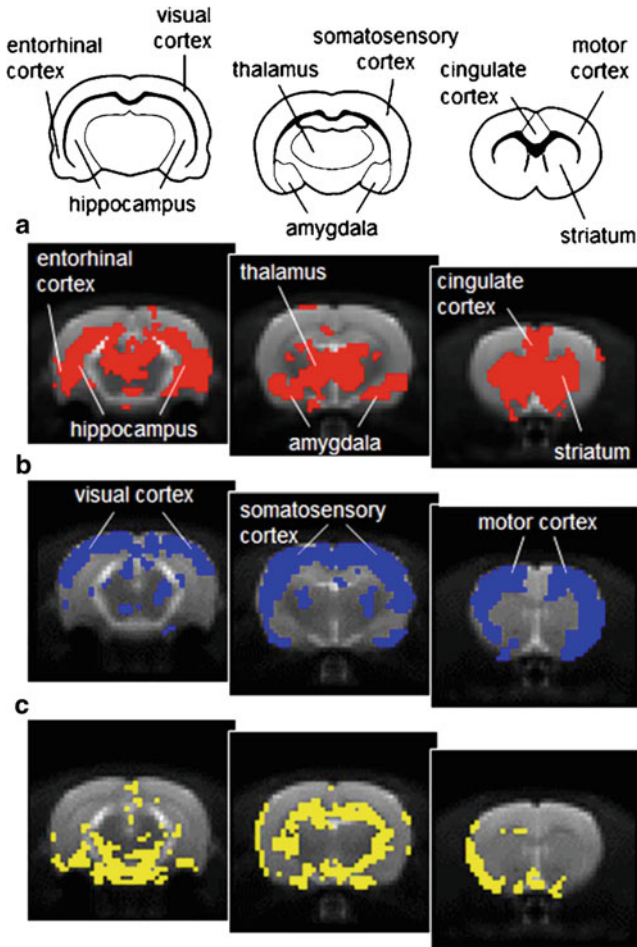 visual
cortex
entorhinal
cortex
hippocampus
somatosensory
cortex
thalamus
amygdala
motor
cortex
cingulate
cortex
striatum
a
entorhinal
cortex
hippocampus
thalamus
amygdala
cingulate
cortex
striatum
b
visual cortex
somatosensory
cortex
motor cortex
c